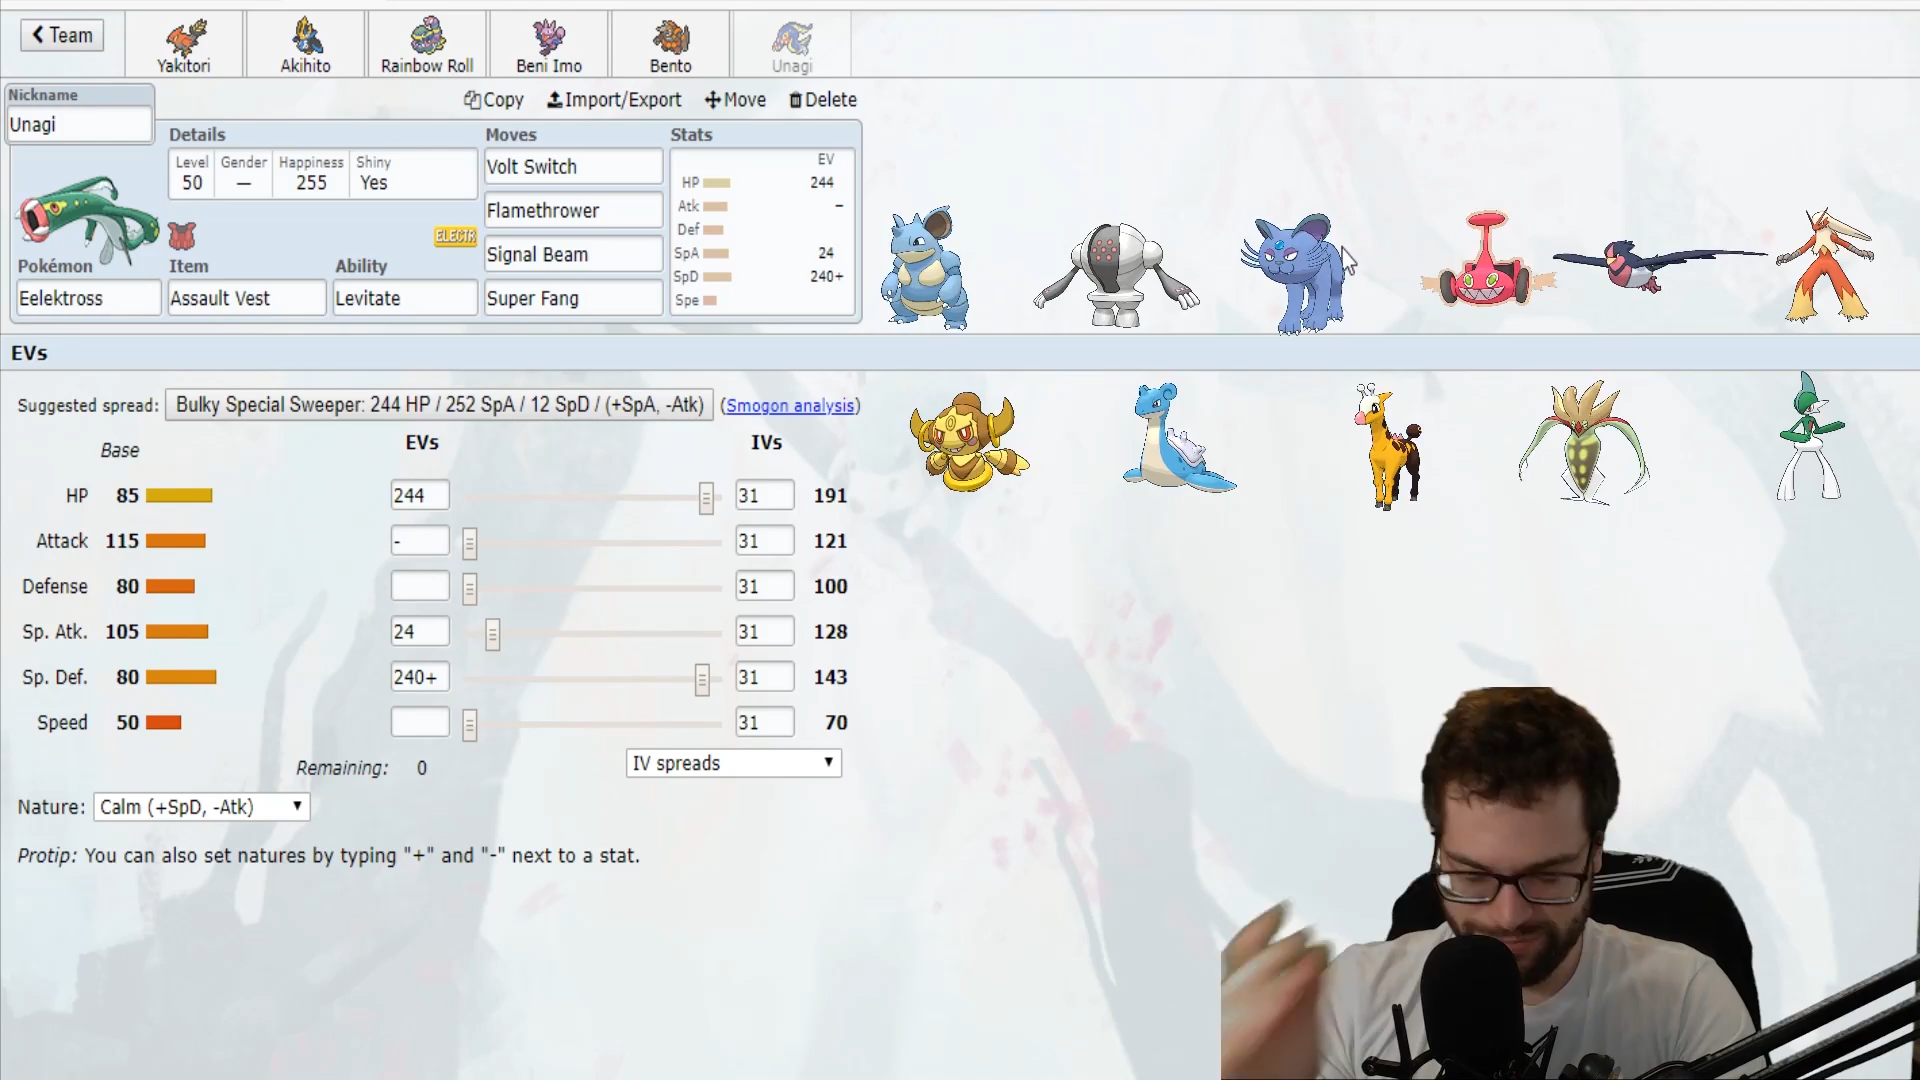 Team
Yakitori
Akihito
Rainbow Roll
Beni Imo
Bento
Unagi
Nickname
Unagi
Copy
Import/Export
Move
Delete
Details
Moves
Stats
Level
Gender
Happiness
Shiny
50
—
255
Yes
ELECTR
Pokémon
Item
Ability
Eelektross
Assault Vest
Levitate
Volt Switch
Flamethrower
Signal Beam
Super Fang
EV
HP 244
Atk -
Def
SpA 24
SpD 240+
Spe
EVs
Suggested spread: Bulky Special Sweeper: 244 HP / 252 SpA / 12 SpD / (+SpA, -Atk) (Smogon analysis)
Base EVs IVs
HP 85 244 31 191
Attack 115 - 31 121
Defense 80 31 100
Sp. Atk. 105 24 31 128
Sp. Def. 80 240+ 31 143
Speed 50 31 70
Remaining: 0
IV spreads
Nature: Calm (+SpD, -Atk)
Protip: You can also set natures by typing "+" and "-" next to a stat.